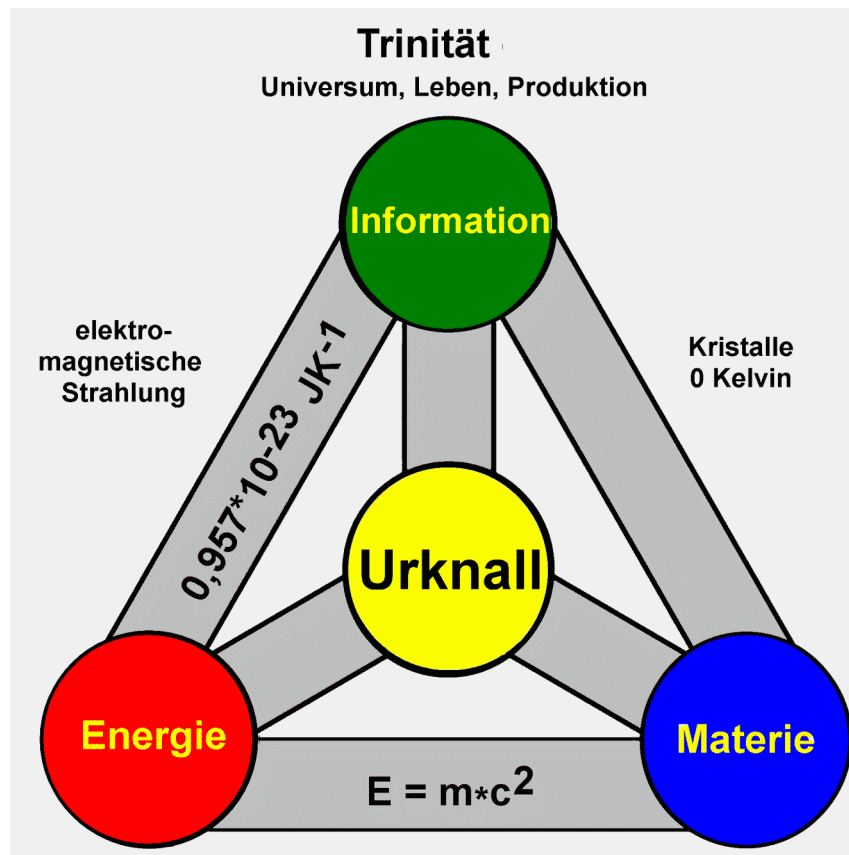 Trinität
Universum, Leben, Produktion
Information
elektro-
magnetische
Strahlung
Kristalle
0 Kelvin
0,957*10-23 JK-1
Urknall
Energie
Materie
E = m*c²